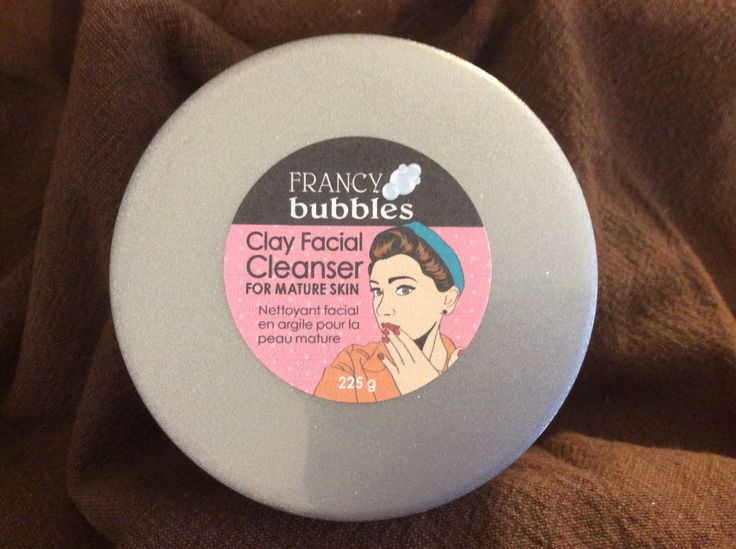 FRANCY
bubbles
Clay Facial
Cleanser
FOR MATURE SKIN
Nettoyant facial
en argile pour la
peau mature
225 g